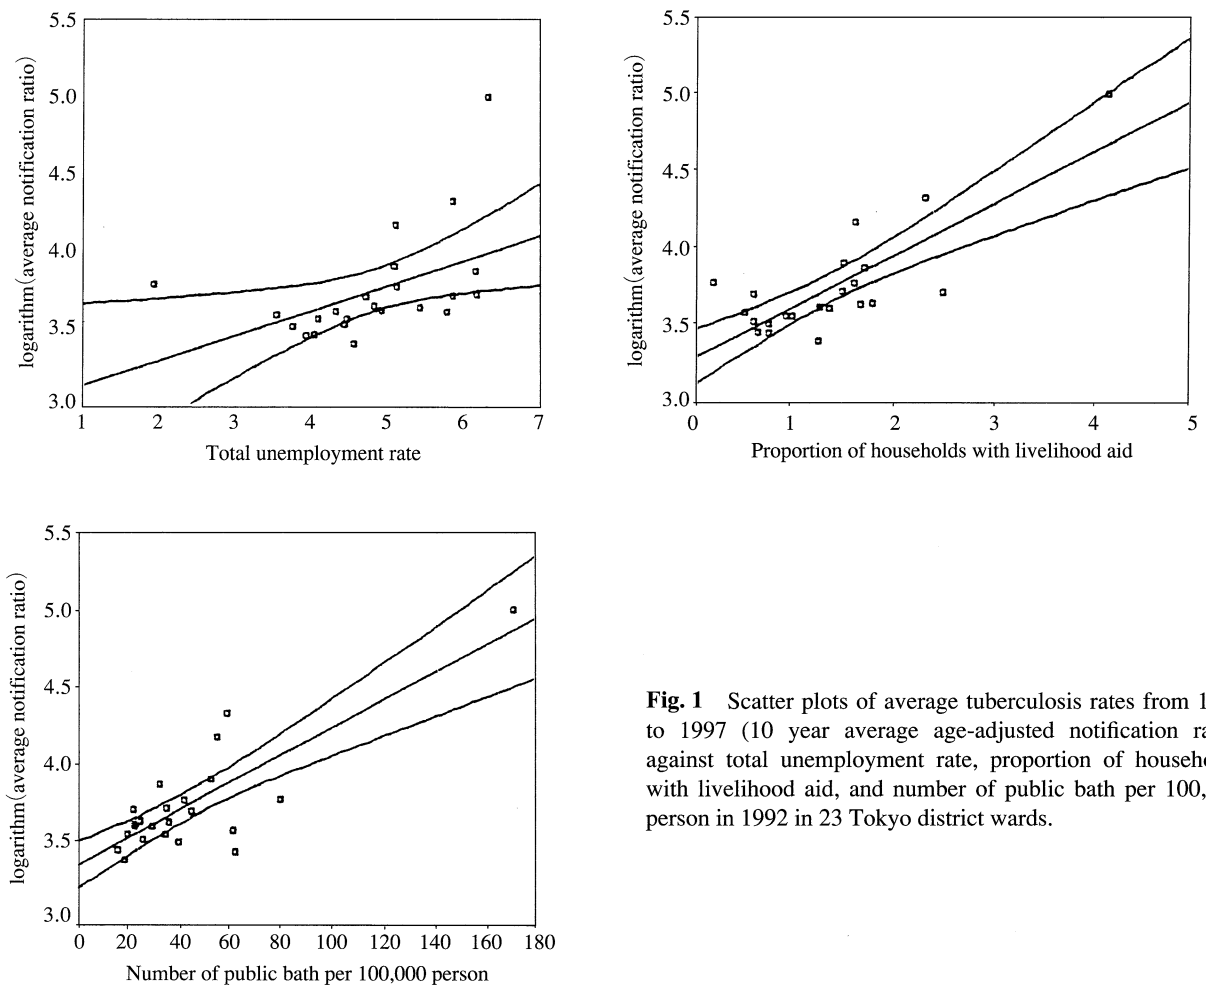 5.5
5.0
4.5
4.0
3.5
3.0
logarithm(average notification ratio)
1 2 3 4 5 6 7
Total unemployment rate
5.5
5.0
4.5
4.0
3.5
3.0
logarithm(average notification ratio)
0 1 2 3 4 5
Proportion of households with livelihood aid
5.5
5.0
4.5
4.0
3.5
3.0
logarithm(average notification ratio)
0 20 40 60 80 100 120 140 160 180
Number of public bath per 100,000 person
Fig. 1 Scatter plots of average tuberculosis rates from 1
to 1997 (10 year average age-adjusted notification ra
against total unemployment rate, proportion of househo
with livelihood aid, and number of public bath per 100,
person in 1992 in 23 Tokyo district wards.